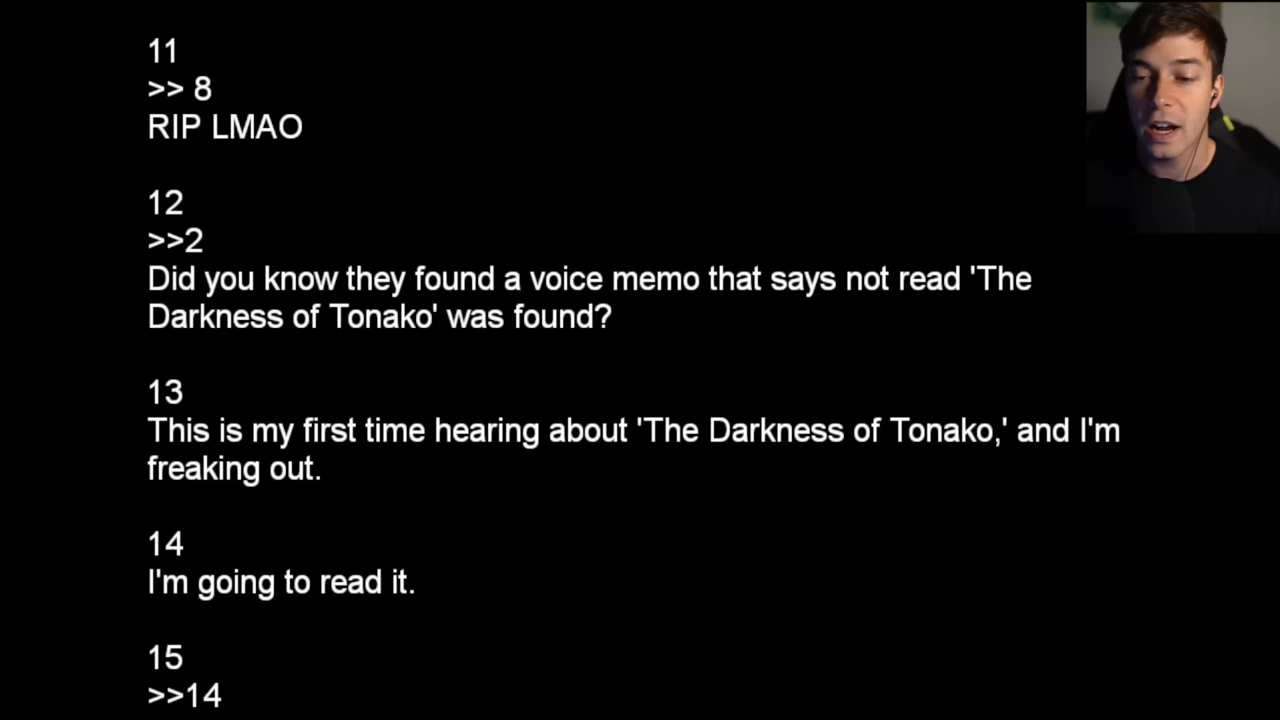 11
>> 8
RIP LMAO
12
>>2
Did you know they found a voice memo that says not read 'The
Darkness of Tonako' was found?
13
This is my first time hearing about 'The Darkness of Tonako,' and I'm
freaking out.
14
I'm going to read it.
15
>>14